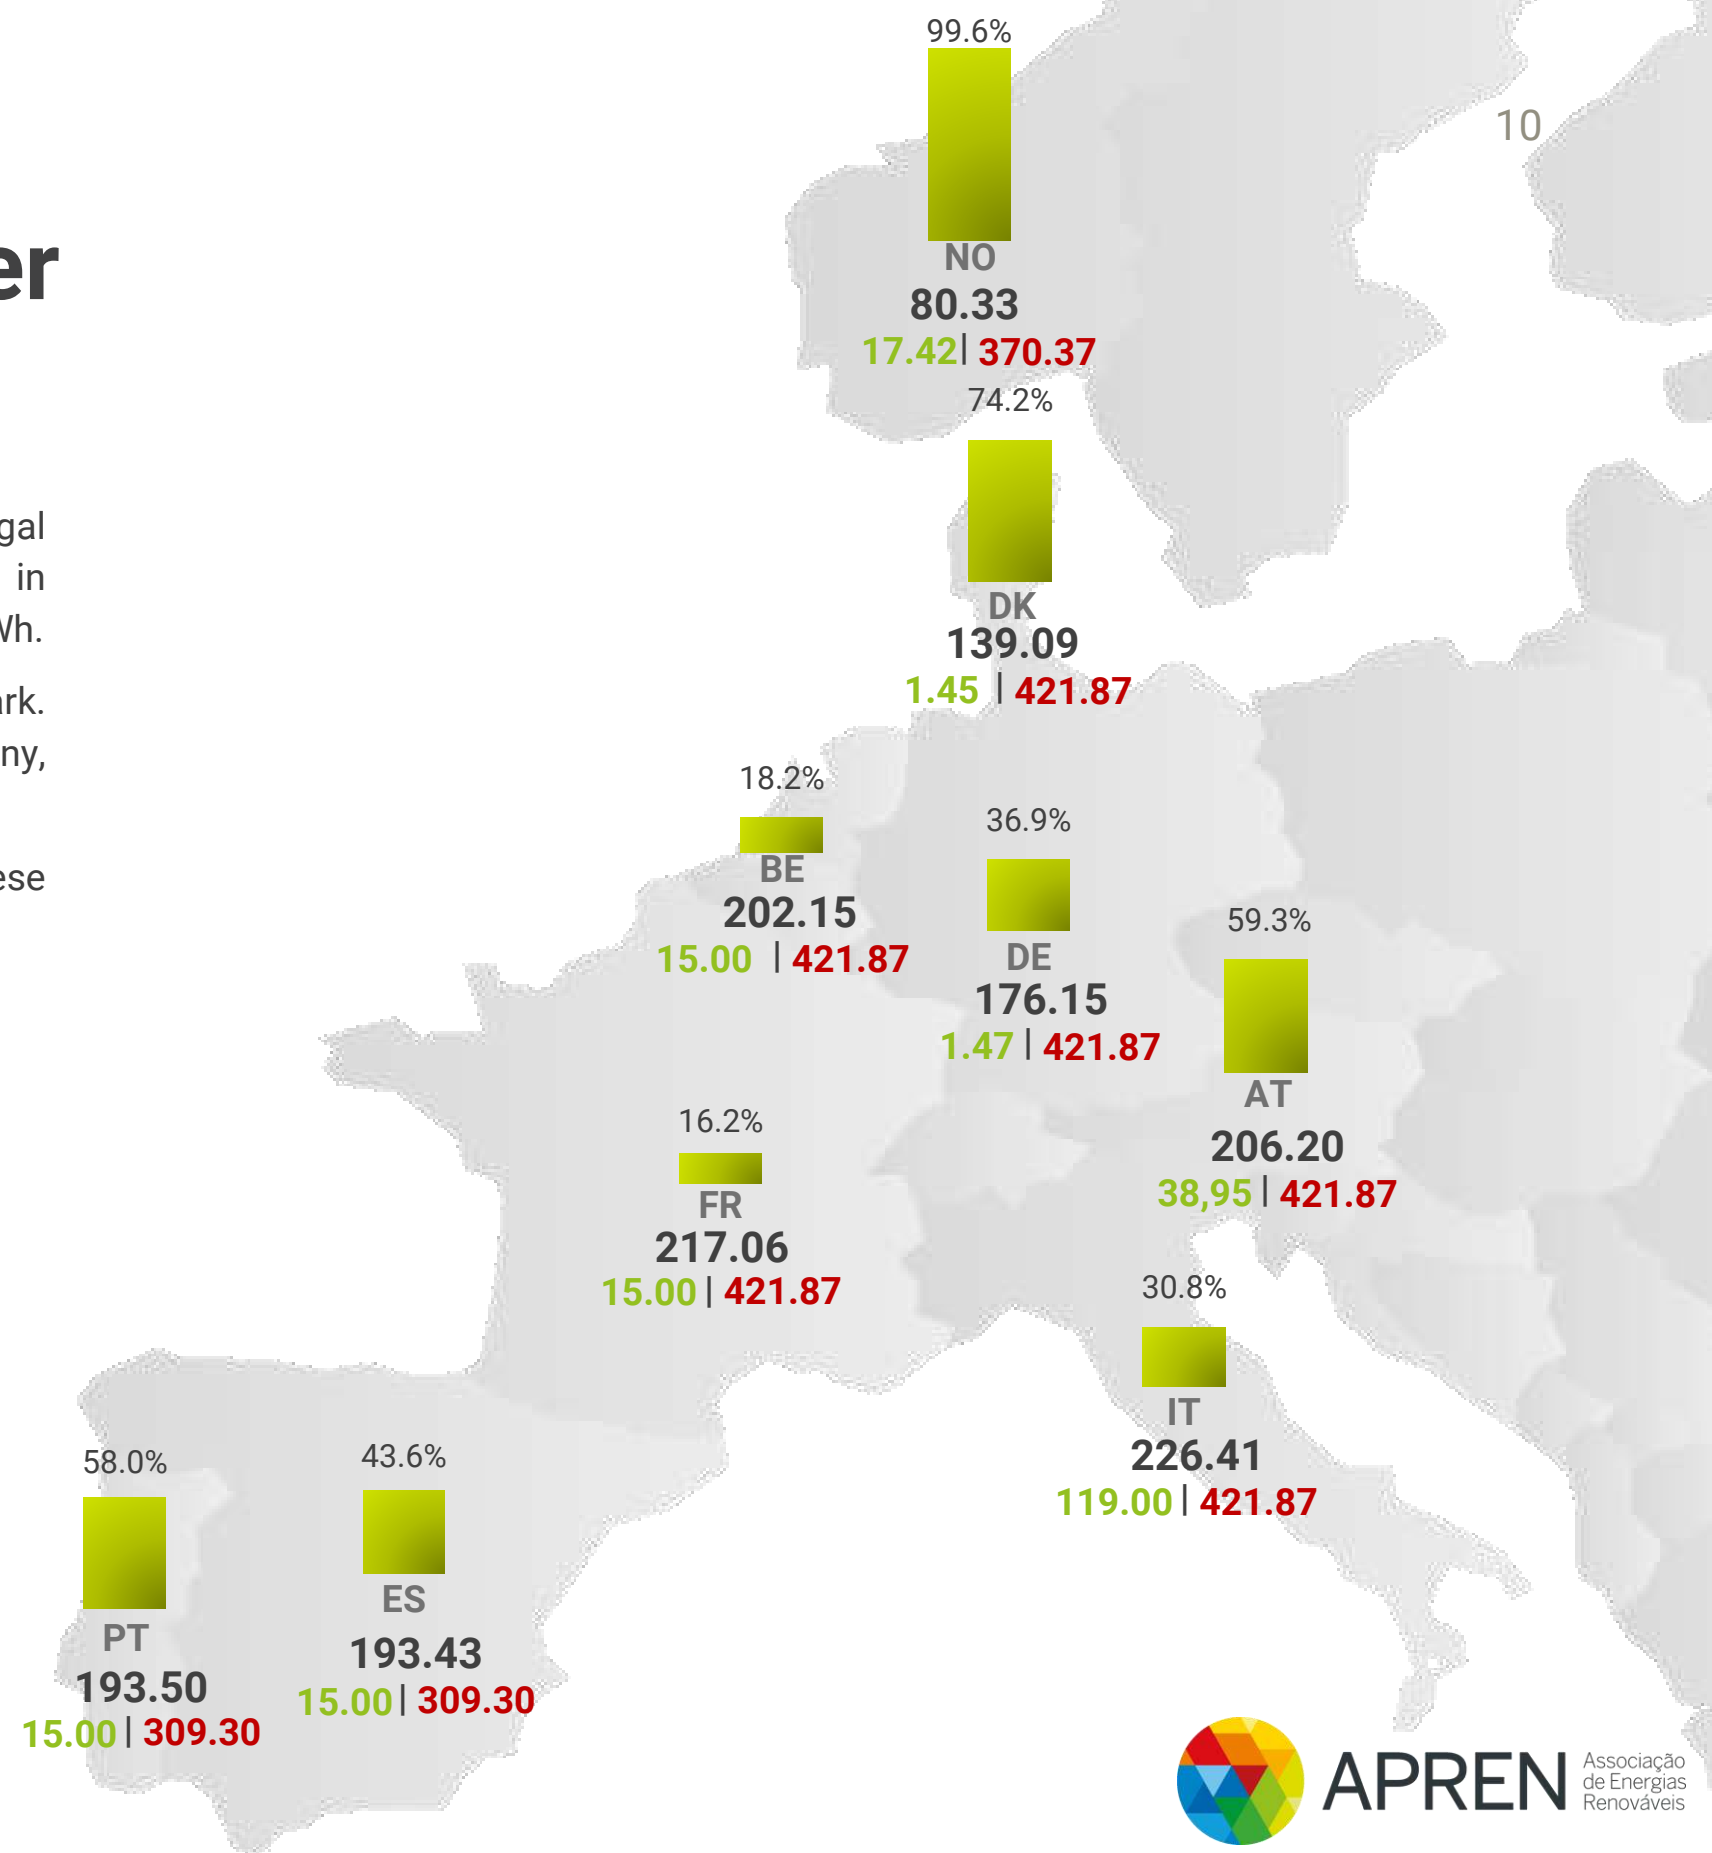 99.6%
10
er
NO
80.33
17.42 | 370.37
74.2%
gal
in
Wh.
DK
139.09
1.45 | 421.87
ark.
ny,
18.2%
36.9%
BE
202.15
15.00 | 421.87
ese
59.3%
DE
176.15
1.47 | 421.87
AT
206.20
38,95 | 421.87
16.2%
FR
217.06
15.00 | 421.87
30.8%
IT
226.41
119.00 | 421.87
58.0%
43.6%
PT
193.50
15.00 | 309.30
ES
193.43
15.00 | 309.30
APREN
Associação
de Energias
Renováveis